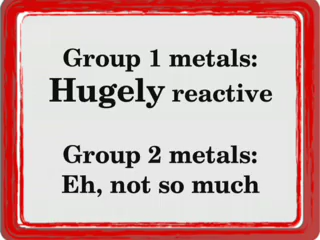 Group 1 metals:
Hugely reactive
Group 2 metals:
Eh, not so much